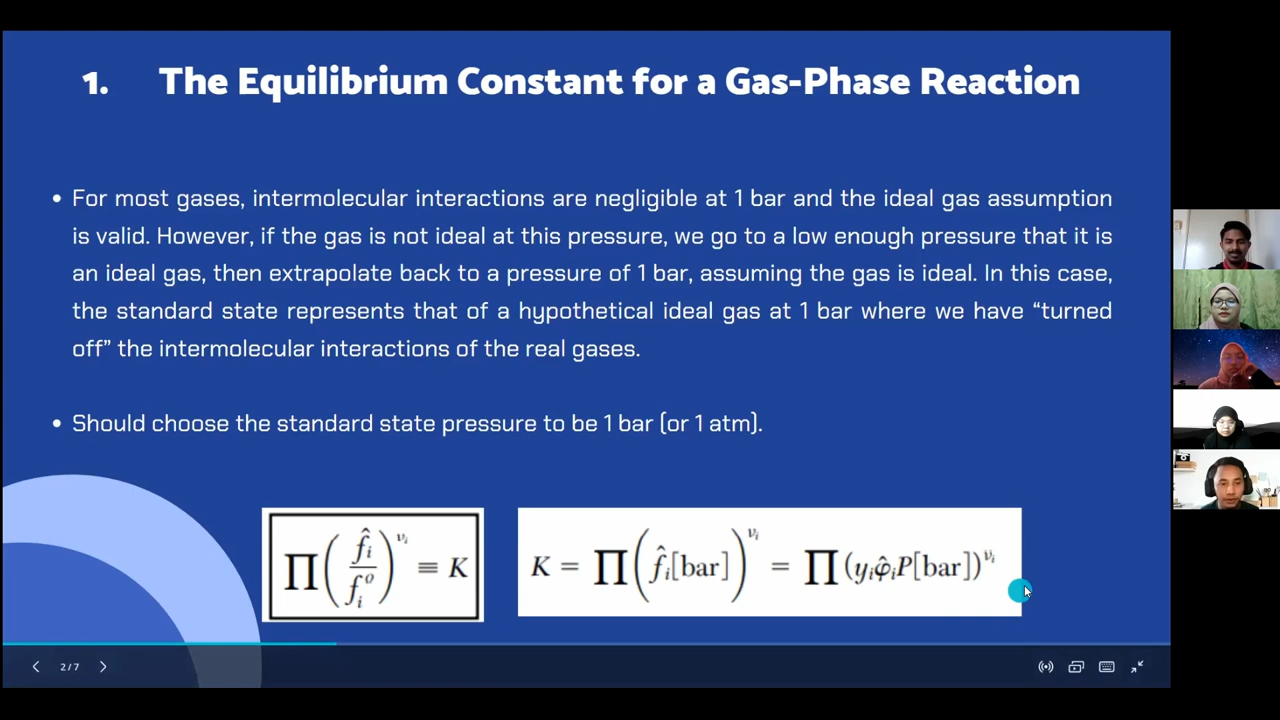 1. The Equilibrium Constant for a Gas-Phase Reaction
• For most gases, intermolecular interactions are negligible at 1 bar and the ideal gas assumption
is valid. However, if the gas is not ideal at this pressure, we go to a low enough pressure that it is
an ideal gas, then extrapolate back to a pressure of 1 bar, assuming the gas is ideal. In this case,
the standard state represents that of a hypothetical ideal gas at 1 bar where we have “turned
off” the intermolecular interactions of the real gases.
• Should choose the standard state pressure to be 1 bar (or 1 atm).
∏(f̂ᵢ/fᵢᵒ)^νᵢ ≡ K
K = ∏(f̂ᵢ[bar])^νᵢ = ∏(yᵢφ̂ᵢP[bar])^νᵢ
2/7